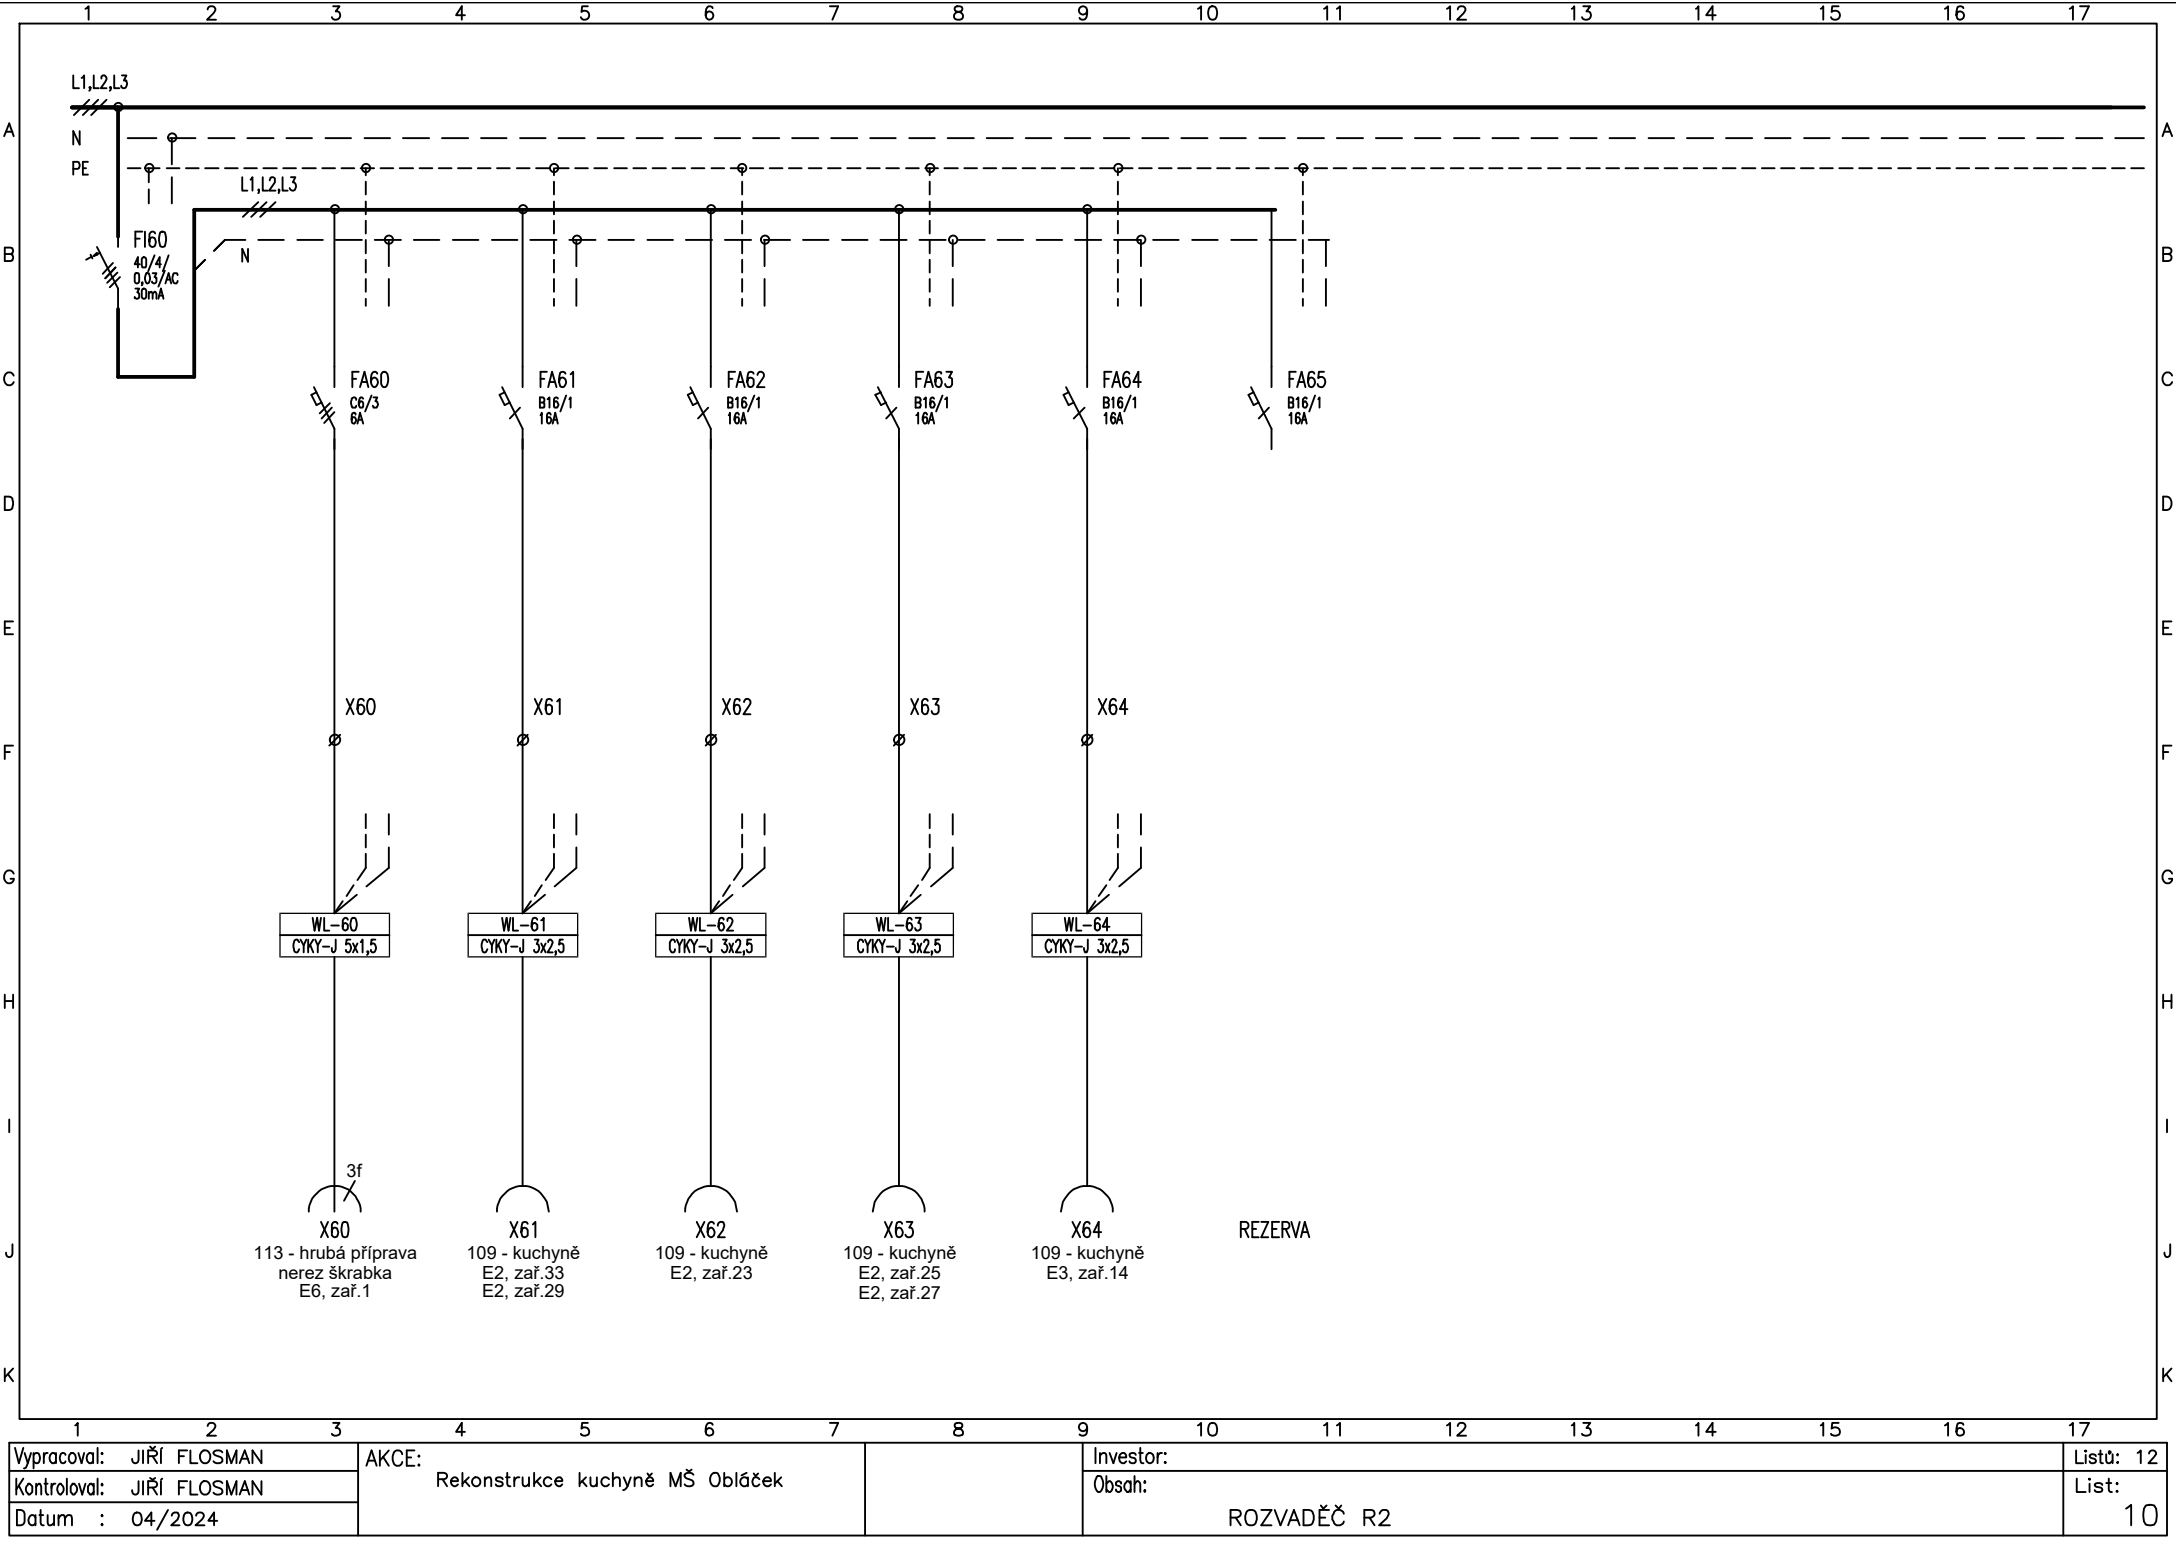 1 2 3 4 5 6 7 8 9 10 11 12 13 14 15 16 17
L1,L2,L3
A N A
PE
L1,L2,L3
FI60
B N B
40/4/
0,03/AC
30mA
C FA60 FA61 FA62 FA63 FA64 FA65 C
C6/3 B16/1 B16/1 B16/1 B16/1 B16/1
6A 16A 16A 16A 16A 16A
D D
E E
X60 X61 X62 X63 X64
F F
G G
WL-60 WL-61 WL-62 WL-63 WL-64
CYKY-J 5x1,5 CYKY-J 3x2,5 CYKY-J 3x2,5 CYKY-J 3x2,5 CYKY-J 3x2,5
H H
I I
3f
X60 X61 X62 X63 X64 REZERVA
J 113 - hrubá příprava 109 - kuchyně 109 - kuchyně 109 - kuchyně 109 - kuchyně J
nerez škrabka E2, zař.33 E2, zař.23 E2, zař.25 E3, zař.14
E6, zař.1 E2, zař.29 E2, zař.27
K K
1 2 3 4 5 6 7 8 9 10 11 12 13 14 15 16 17
Vypracoval: JIŘÍ FLOSMAN AKCE: Investor: Listů: 12
Rekonstrukce kuchyně MŠ Obláček
Kontroloval: JIŘÍ FLOSMAN Obsah: List:
Datum : 04/2024 ROZVADĚČ R2 10